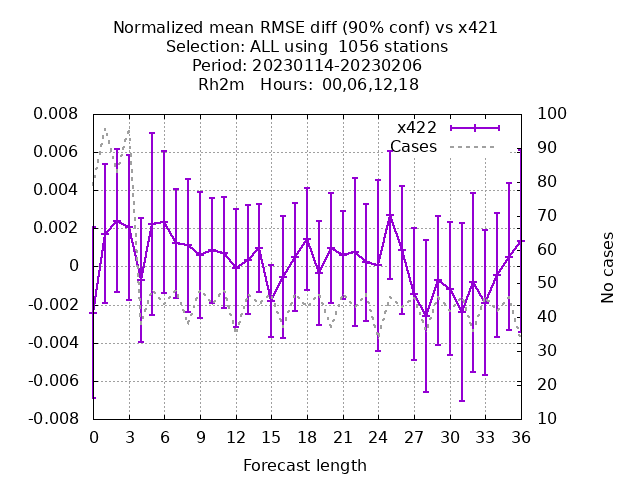 Normalized mean RMSE diff (90% conf) vs x421
Selection: ALL using  1056 stations
Period: 20230114-20230206
Rh2m   Hours:  00,06,12,18
x422
Cases
0.008
0.006
0.004
0.002
0
-0.002
-0.004
-0.006
-0.008
100
90
80
70
60
50
40
30
20
10
No cases
0 3 6 9 12 15 18 21 24 27 30 33 36
Forecast length